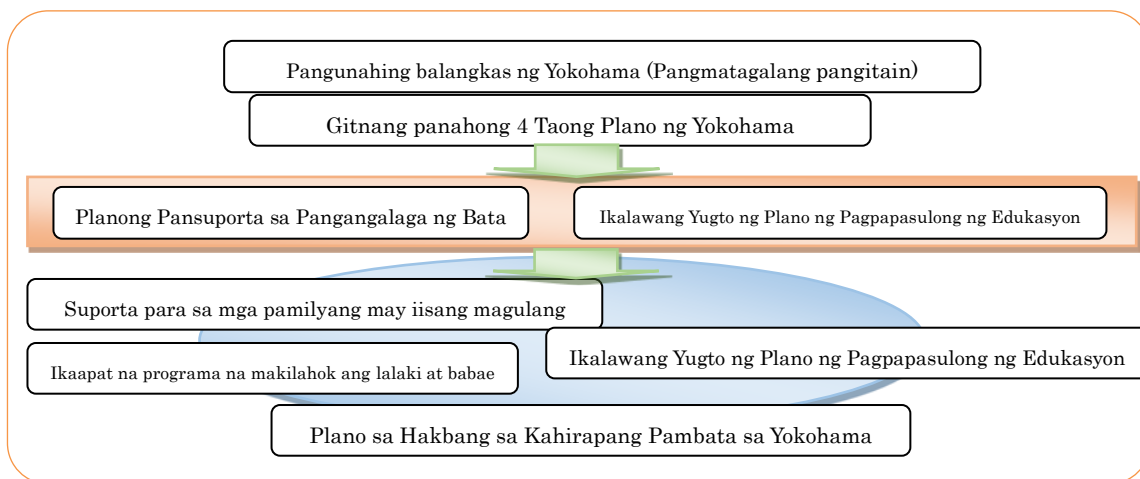 Pangunahing balangkas ng Yokohama (Pangmatagalang pangitain)
Gitnang panahong 4 Taong Plano ng Yokohama
Planong Pansuporta sa Pangangalaga ng Bata
Ikalawang Yugto ng Plano ng Pagpapasulong ng Edukasyon
Suporta para sa mga pamilyang may iisang magulang
Ikalawang Yugto ng Plano ng Pagpapasulong ng Edukasyon
Ikaapat na programa na makilahok ang lalaki at babae
Plano sa Hakbang sa Kahirapang Pambata sa Yokohama